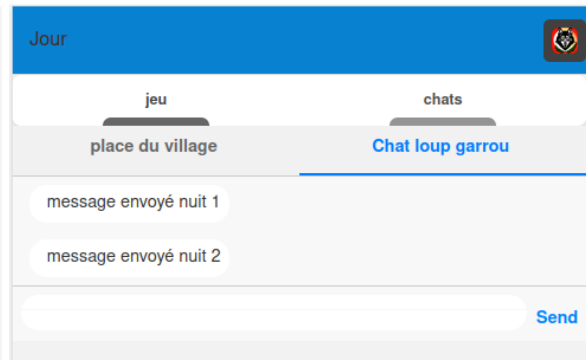 Jour
jeu
chats
place du village
Chat loup garrou
message envoyé nuit 1
message envoyé nuit 2
Send